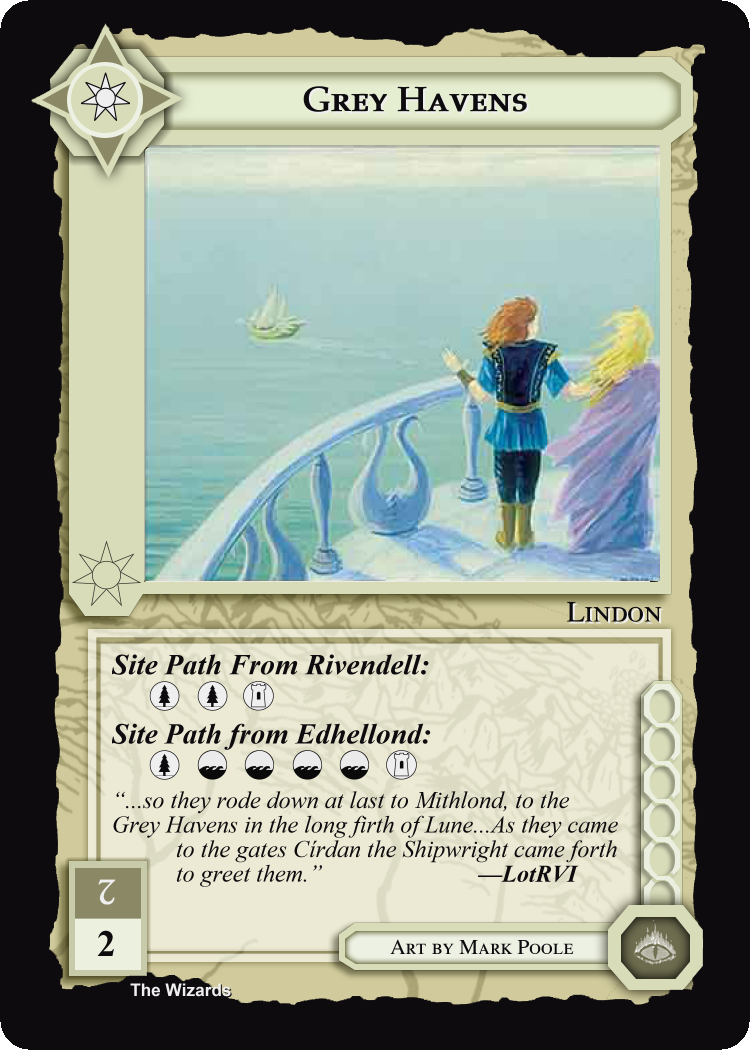 Grey Havens
Lindon
Site Path From Rivendell:
Site Path from Edhellond:
“...so they rode down at last to Mithlond, to the
Grey Havens in the long firth of Lune...As they came
to the gates Círdan the Shipwright came forth
to greet them.” —LotRVI
2
2
Art by Mark Poole
The Wizards